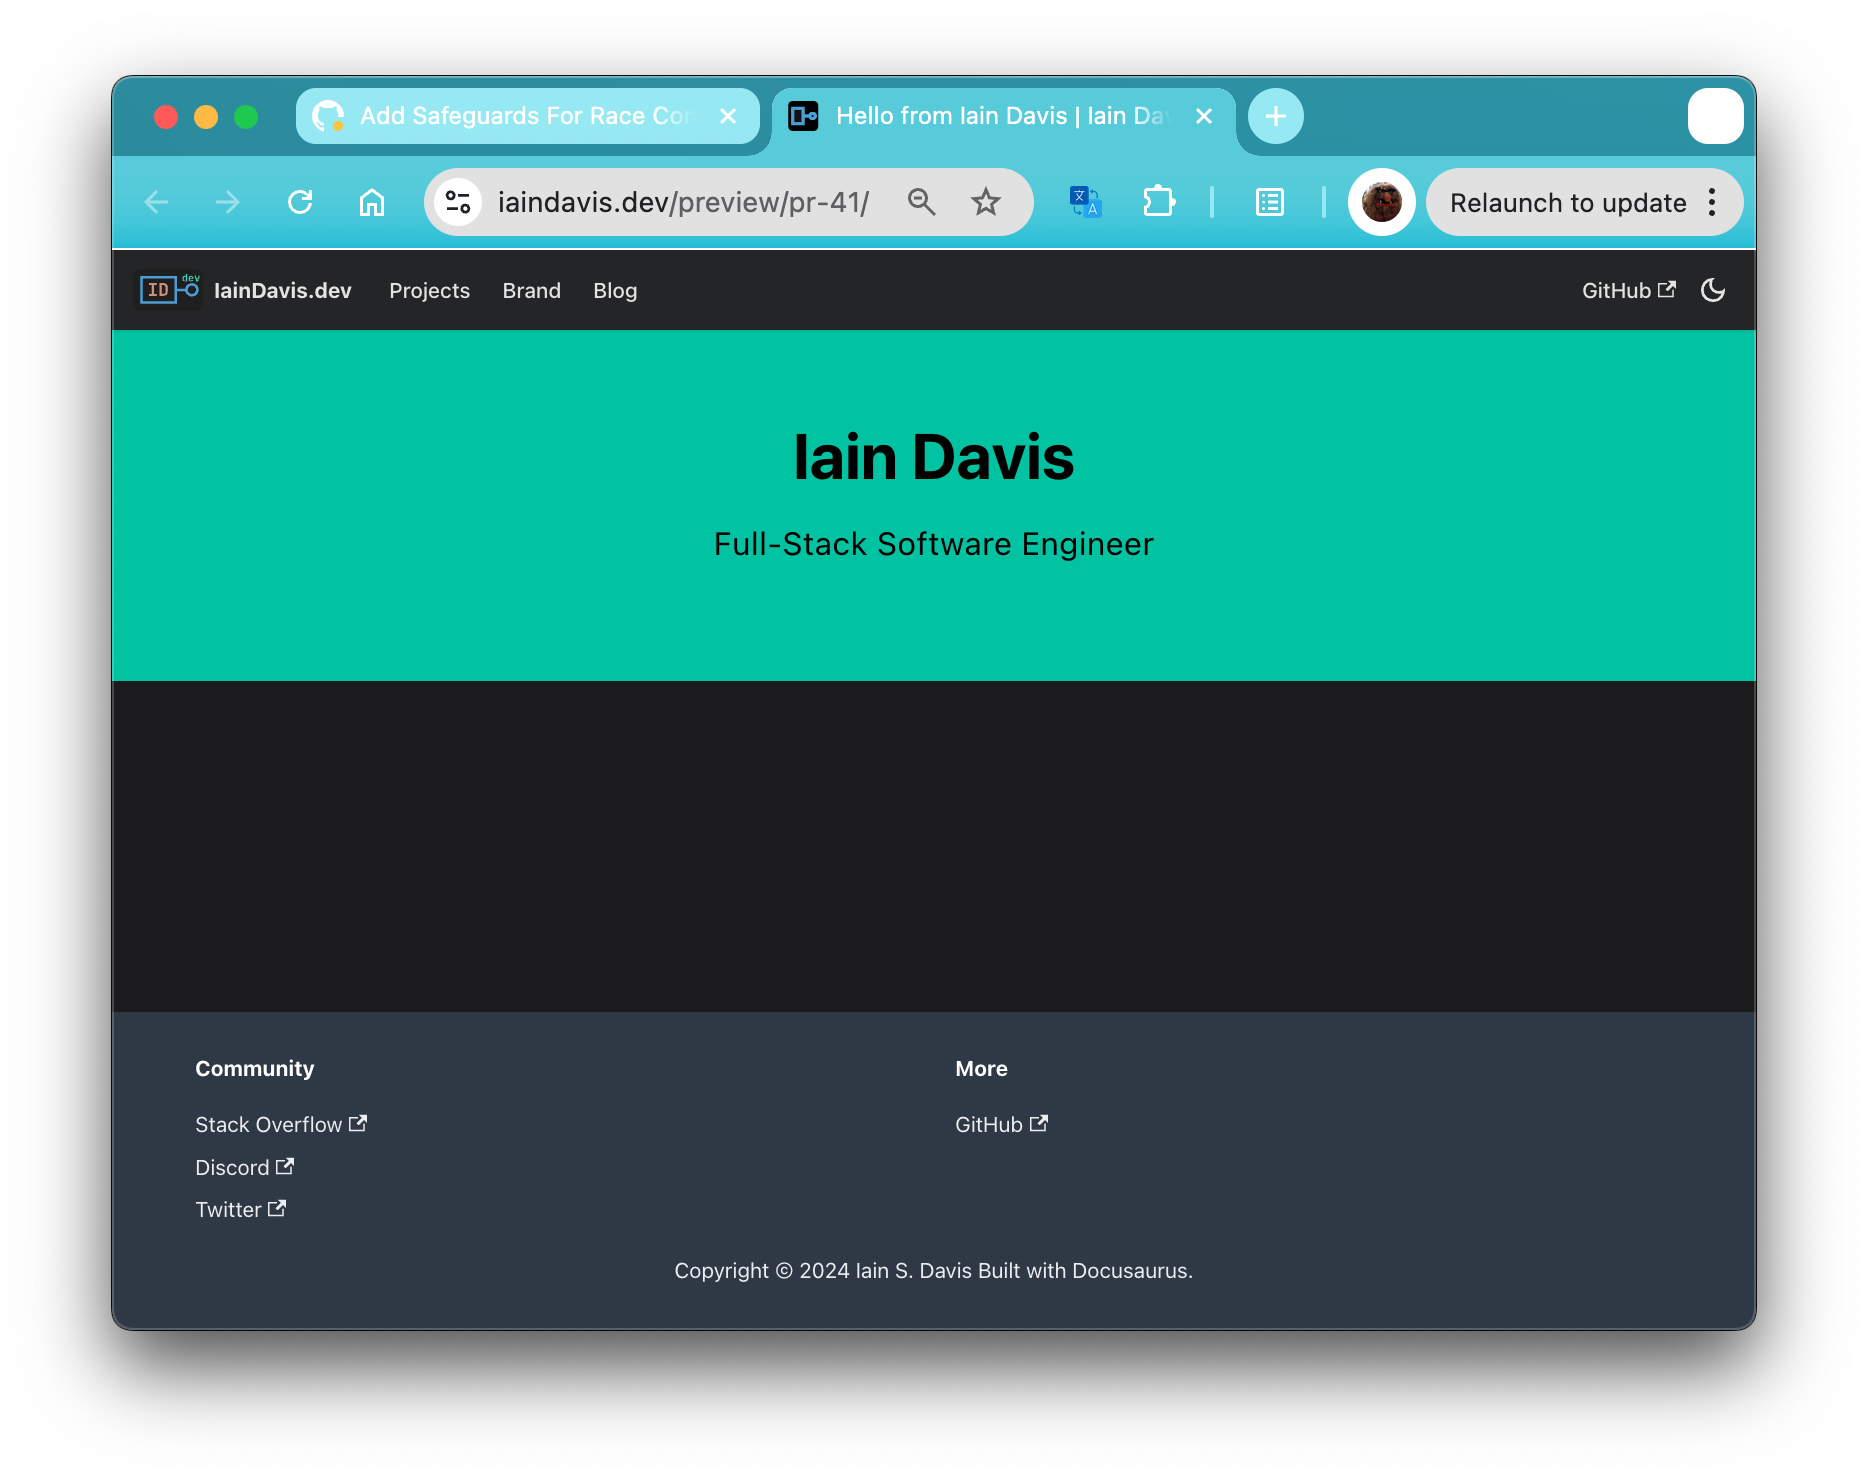 Add Safeguards For Race Con
Hello from Iain Davis | Iain Dav
iaindavis.dev/preview/pr-41/
Relaunch to update
ID dev
IainDavis.dev
Projects
Brand
Blog
GitHub
Iain Davis
Full-Stack Software Engineer
Community
Stack Overflow
Discord
Twitter
More
GitHub
Copyright © 2024 Iain S. Davis Built with Docusaurus.